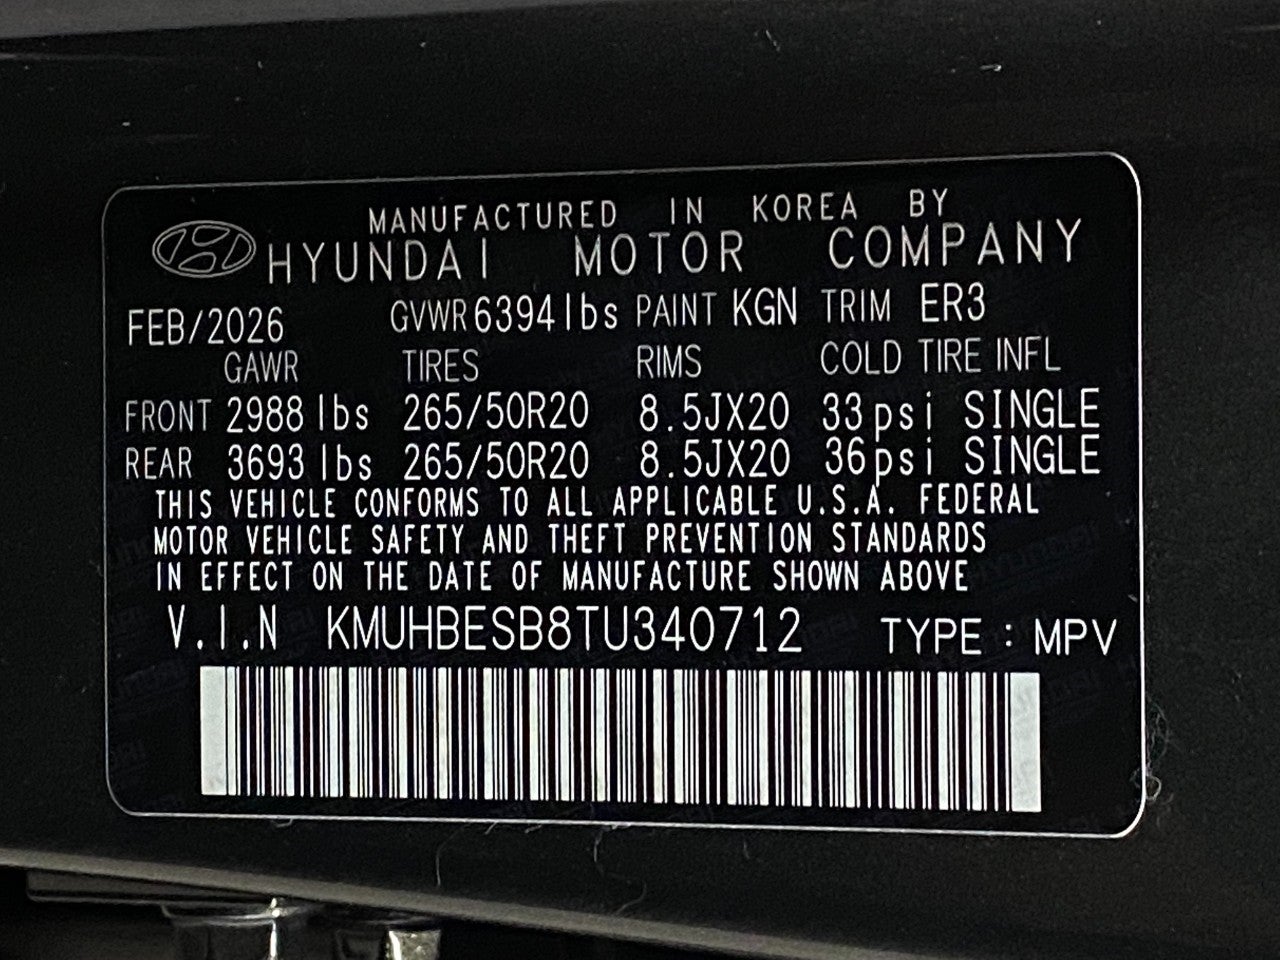 MANUFACTURED IN KOREA BY
HYUNDAI MOTOR COMPANY
FEB/2026 GVWR 6394lbs PAINT KGN TRIM ER3
GAWR TIRES RIMS COLD TIRE INFL
FRONT 2988 lbs 265/50R20 8.5JX20 33psi SINGLE
REAR 3693 lbs 265/50R20 8.5JX20 36psi SINGLE
THIS VEHICLE CONFORMS TO ALL APPLICABLE U.S.A. FEDERAL
MOTOR VEHICLE SAFETY AND THEFT PREVENTION STANDARDS
IN EFFECT ON THE DATE OF MANUFACTURE SHOWN ABOVE
V.I.N KMUHBESB8TU340712 TYPE : MPV